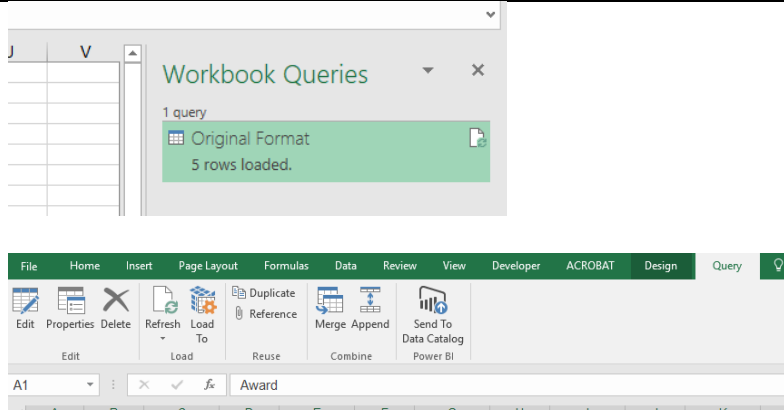 J V
Workbook Queries
1 query
Original Format
5 rows loaded.
File Home Insert Page Layout Formulas Data Review View Developer ACROBAT Design Query
Edit Properties Delete Refresh Load To Duplicate Reference Merge Append Send To Data Catalog
Edit Load Reuse Combine Power BI
A1 fx Award